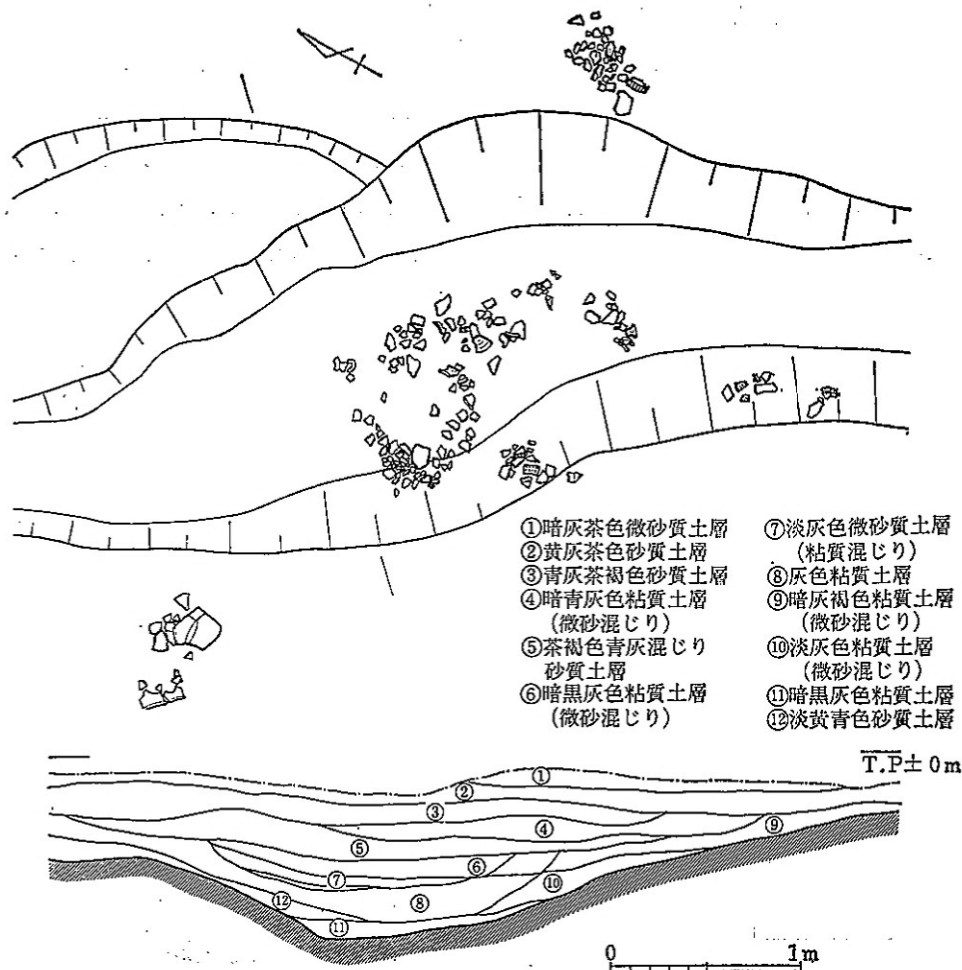 ①暗灰茶色微砂質土層
②黄灰茶色砂質土層
③青灰茶褐色砂質土層
④暗青灰色粘質土層
(微砂混じり)
⑤茶褐色青灰混じり
砂質土層
⑥暗黒灰色粘質土層
(微砂混じり)
⑦淡灰色微砂質土層
(粘質混じり)
⑧灰色粘質土層
⑨暗灰褐色粘質土層
(微砂混じり)
⑩淡灰色粘質土層
(微砂混じり)
⑪暗黒灰色粘質土層
⑫淡黄青色砂質土層
T.P±0m
①
②
③
④
⑨
⑤
⑥
⑦
⑩
⑫
⑧
⑪
0 1m